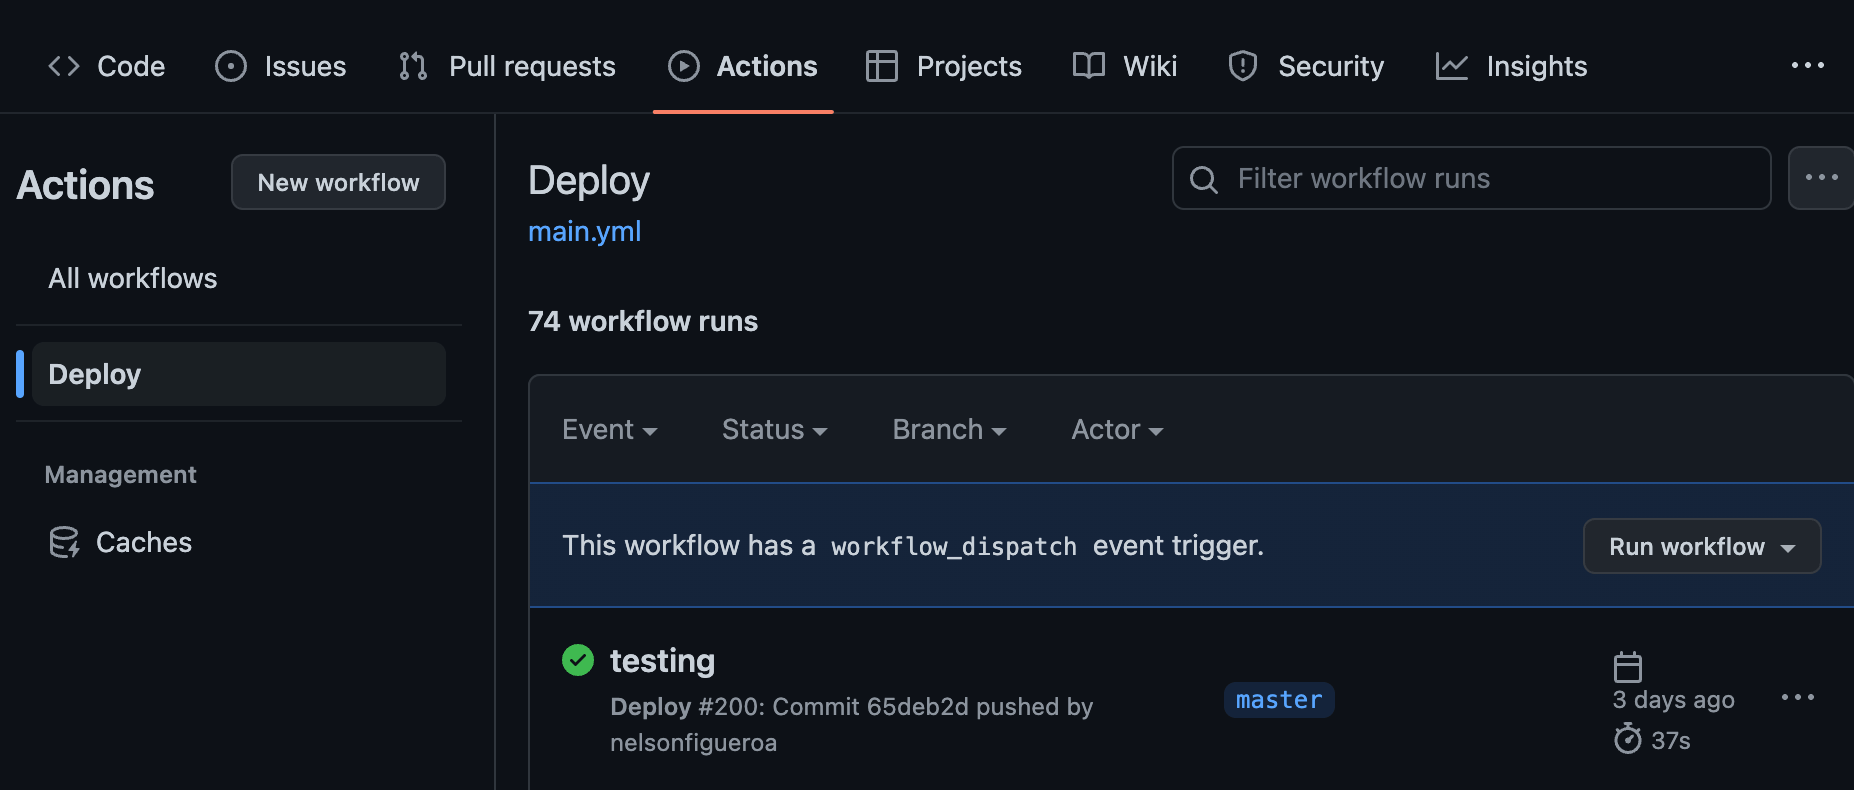 Code Issues Pull requests Actions Projects Wiki Security Insights
Actions
New workflow
All workflows
Deploy
Management
Caches
Deploy
main.yml
Filter workflow runs
74 workflow runs
Event Status Branch Actor
This workflow has a workflow_dispatch event trigger.
Run workflow
testing
Deploy #200: Commit 65deb2d pushed by
nelsonfigueroa
master
3 days ago
37s